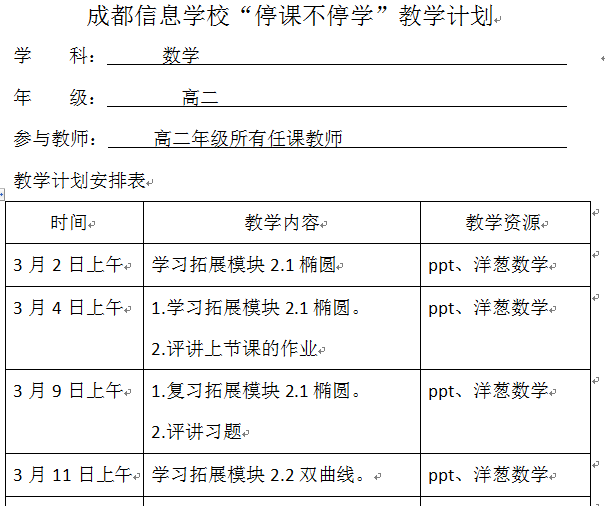 成都信息学校“停课不停学”教学计划
学 科： 数学
年 级： 高二
参与教师： 高二年级所有任课教师
教学计划安排表
时间 教学内容 教学资源
3月2日上午 学习拓展模块2.1椭圆 ppt、洋葱数学
3月4日上午 1.学习拓展模块2.1椭圆。 ppt、洋葱数学
2.评讲上节课的作业
3月9日上午 1.复习拓展模块2.1椭圆。 ppt、洋葱数学
2.评讲习题
3月11日上午 学习拓展模块2.2双曲线。 ppt、洋葱数学